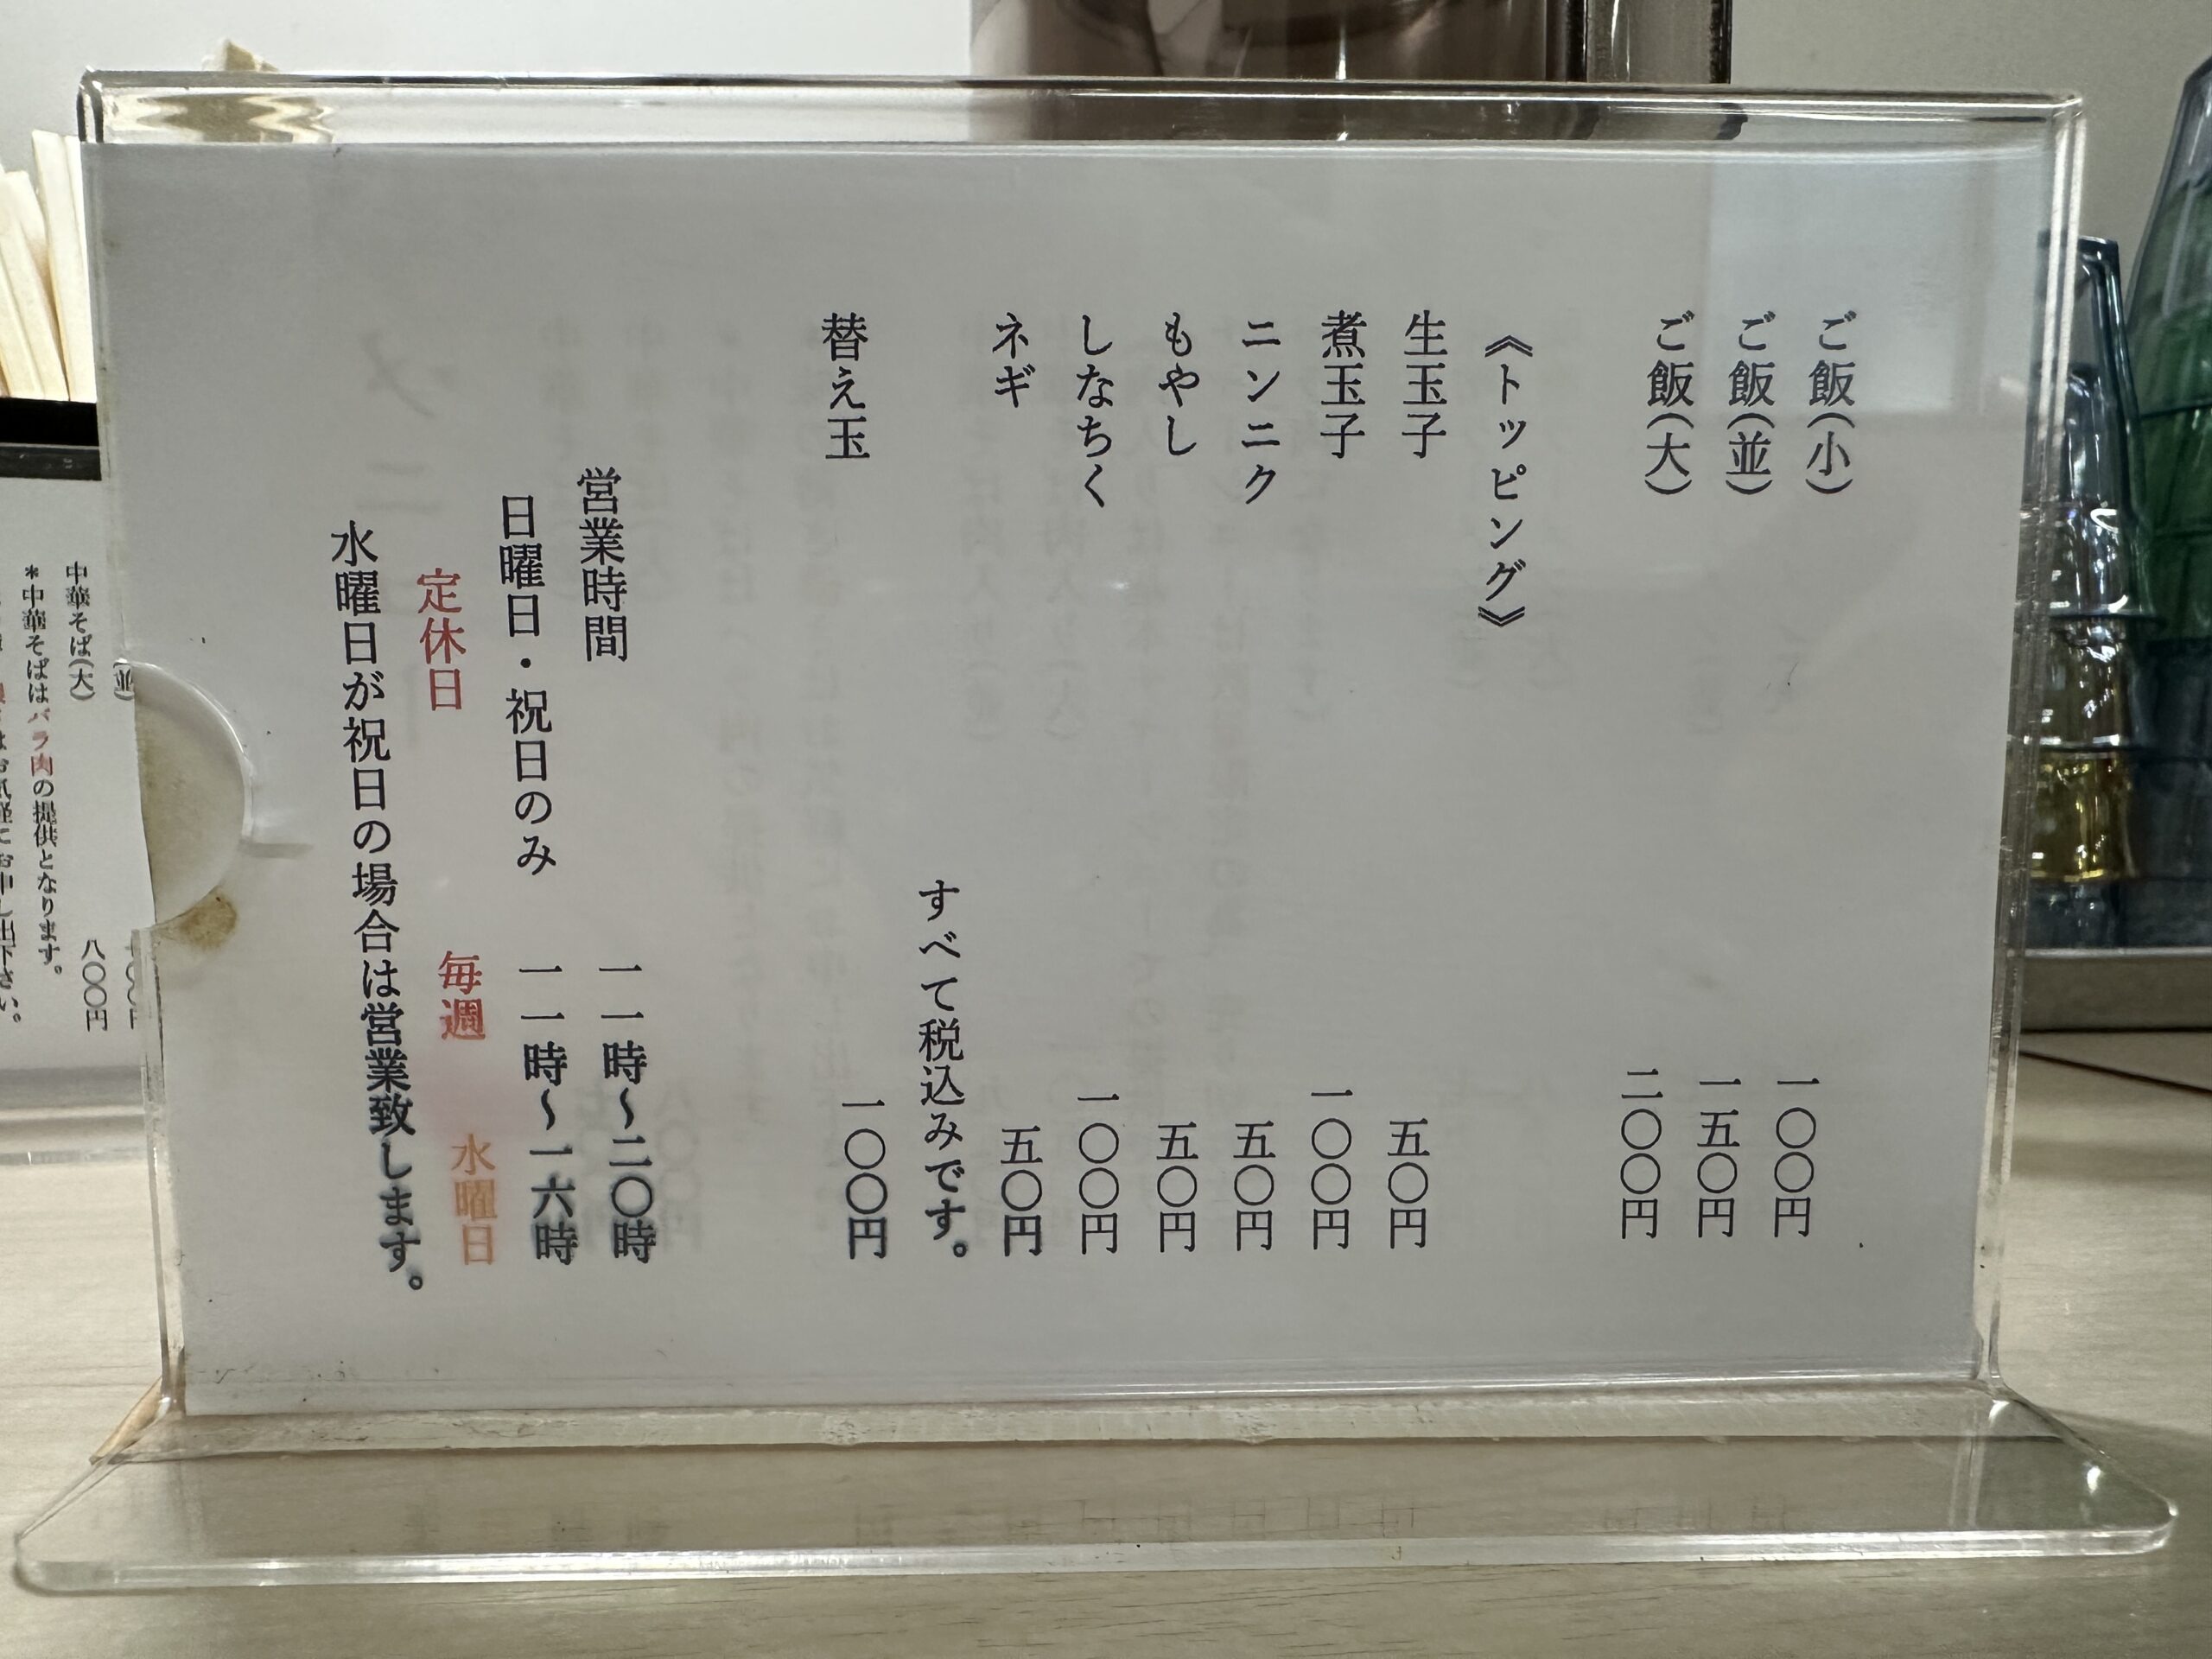 ご飯(小) 一〇〇円
ご飯(並) 一五〇円
ご飯(大) 二〇〇円
《トッピング》
生玉子 五〇円
煮玉子 一〇〇円
ニンニク 五〇円
もやし 五〇円
しなちく 一〇〇円
ネギ 五〇円
すべて税込みです。
替え玉 一〇〇円
営業時間 一一時〜二〇時
日曜日・祝日のみ 一一時〜一六時
定休日 毎週 水曜日
水曜日が祝日の場合は営業致します。
(並)
中華そば(大) 八〇〇円
*中華そばはバラ肉の提供となります。